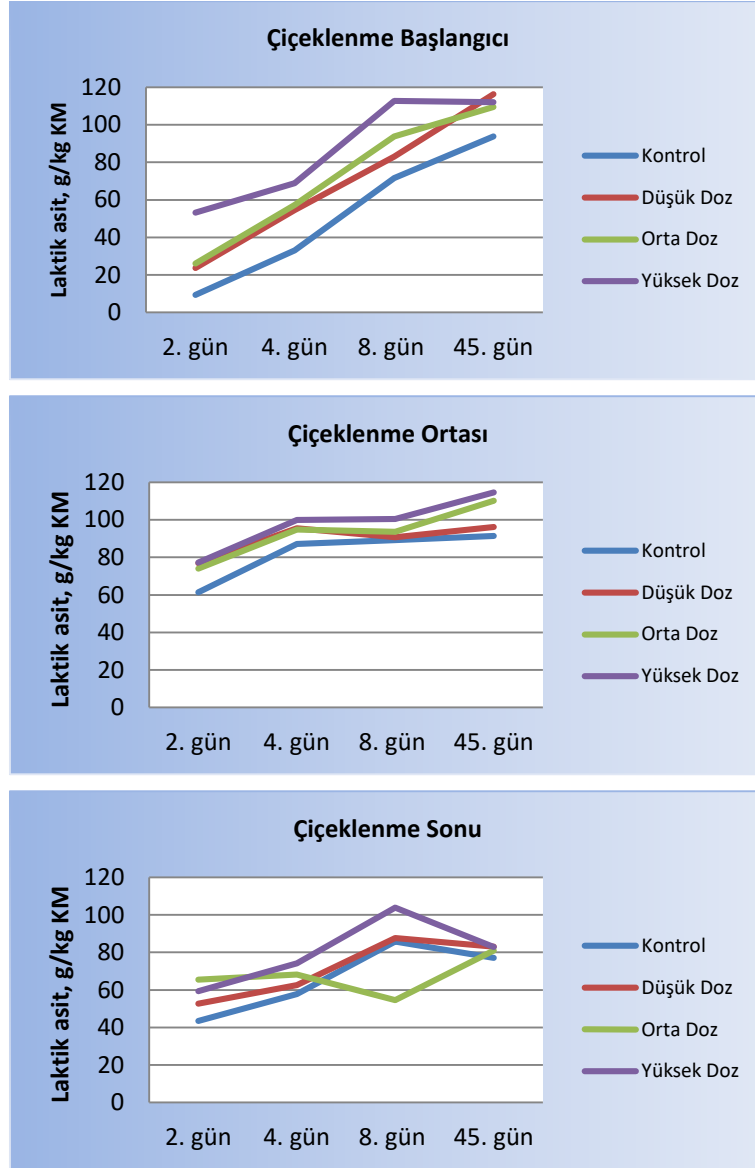 Çiçeklenme Başlangıcı
Laktik asit, g/kg KM
120
100
80
60
40
20
0
2. gün 4. gün 8. gün 45. gün
Kontrol
Düşük Doz
Orta Doz
Yüksek Doz
Çiçeklenme Ortası
Laktik asit, g/kg KM
120
100
80
60
40
20
0
2. gün 4. gün 8. gün 45. gün
Kontrol
Düşük Doz
Orta Doz
Yüksek Doz
Çiçeklenme Sonu
Laktik asit, g/kg KM
120
100
80
60
40
20
0
2. gün 4. gün 8. gün 45. gün
Kontrol
Düşük Doz
Orta Doz
Yüksek Doz